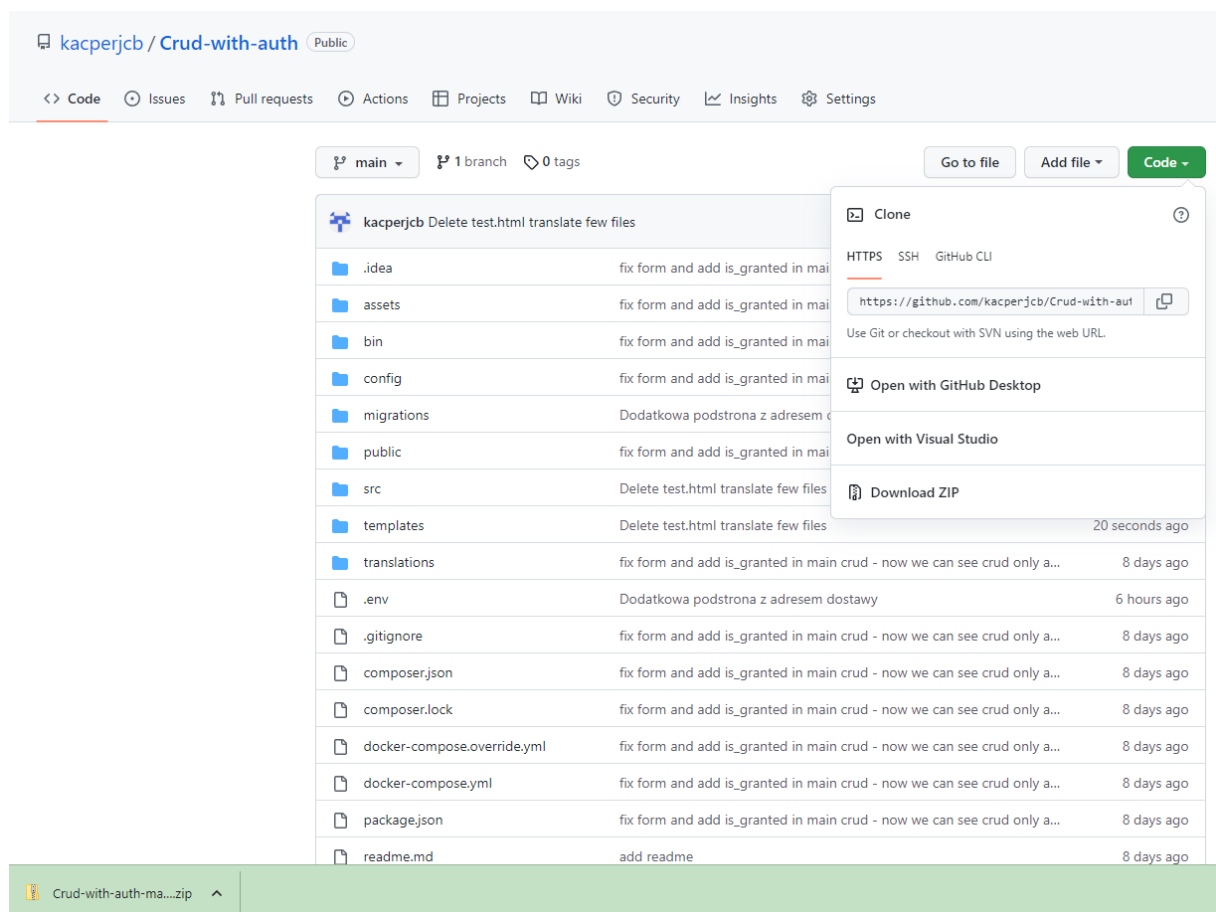 kacperjcb / Crud-with-auth Public
Code Issues Pull requests Actions Projects Wiki Security Insights Settings
main 1 branch 0 tags Go to file Add file Code
kacperjcb Delete test.html translate few files
Clone
HTTPS SSH GitHub CLI
https://github.com/kacperjcb/Crud-with-aut
Use Git or checkout with SVN using the web URL.
Open with GitHub Desktop
Open with Visual Studio
Download ZIP
.idea fix form and add is_granted in mai
assets fix form and add is_granted in mai
bin fix form and add is_granted in mai
config fix form and add is_granted in mai
migrations Dodatkowa podstrona z adresem d
public fix form and add is_granted in mai
src Delete test.html translate few files
templates Delete test.html translate few files 20 seconds ago
translations fix form and add is_granted in main crud - now we can see crud only a... 8 days ago
.env Dodatkowa podstrona z adresem dostawy 6 hours ago
.gitignore fix form and add is_granted in main crud - now we can see crud only a... 8 days ago
composer.json fix form and add is_granted in main crud - now we can see crud only a... 8 days ago
composer.lock fix form and add is_granted in main crud - now we can see crud only a... 8 days ago
docker-compose.override.yml fix form and add is_granted in main crud - now we can see crud only a... 8 days ago
docker-compose.yml fix form and add is_granted in main crud - now we can see crud only a... 8 days ago
package.json fix form and add is_granted in main crud - now we can see crud only a... 8 days ago
readme.md add readme 8 days ago
Crud-with-auth-ma....zip